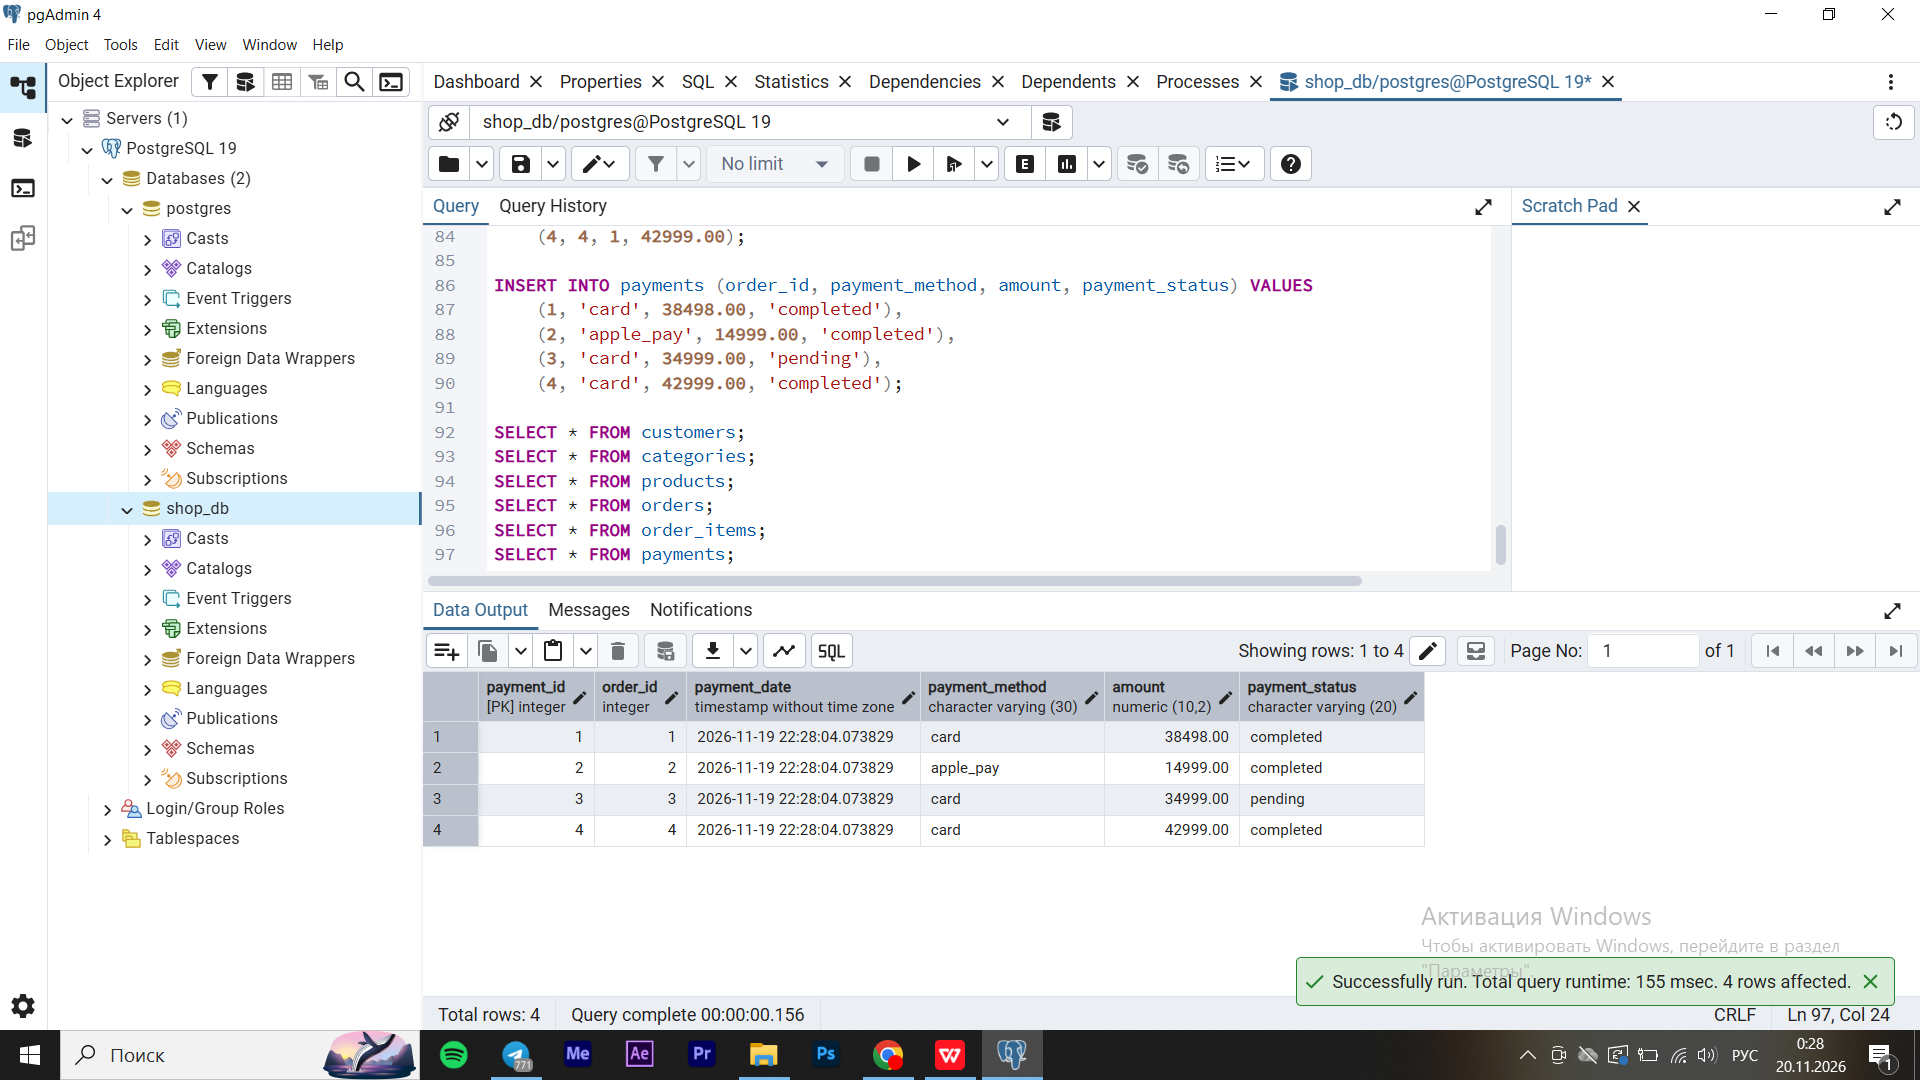 pgAdmin 4
File Object Tools Edit View Window Help
Object Explorer
Dashboard Properties SQL Statistics Dependencies Dependents Processes shop_db/postgres@PostgreSQL 19*
Servers (1)
PostgreSQL 19
Databases (2)
postgres
Casts
Catalogs
Event Triggers
Extensions
Foreign Data Wrappers
Languages
Publications
Schemas
Subscriptions
shop_db
Casts
Catalogs
Event Triggers
Extensions
Foreign Data Wrappers
Languages
Publications
Schemas
Subscriptions
Login/Group Roles
Tablespaces
shop_db/postgres@PostgreSQL 19
No limit
E
Query Query History
Scratch Pad
84 (4, 4, 1, 42999.00);
85
86 INSERT INTO payments (order_id, payment_method, amount, payment_status) VALUES
87 (1, 'card', 38498.00, 'completed'),
88 (2, 'apple_pay', 14999.00, 'completed'),
89 (3, 'card', 34999.00, 'pending'),
90 (4, 'card', 42999.00, 'completed');
91
92 SELECT * FROM customers;
93 SELECT * FROM categories;
94 SELECT * FROM products;
95 SELECT * FROM orders;
96 SELECT * FROM order_items;
97 SELECT * FROM payments;
Data Output Messages Notifications
SQL Showing rows: 1 to 4 Page No: 1 of 1
payment_id order_id payment_date payment_method amount payment_status
[PK] integer integer timestamp without time zone character varying (30) numeric (10,2) character varying (20)
1 1 1 2026-11-19 22:28:04.073829 card 38498.00 completed
2 2 2 2026-11-19 22:28:04.073829 apple_pay 14999.00 completed
3 3 3 2026-11-19 22:28:04.073829 card 34999.00 pending
4 4 4 2026-11-19 22:28:04.073829 card 42999.00 completed
Активация Windows
Чтобы активировать Windows, перейдите в раздел
"Параметры".
Successfully run. Total query runtime: 155 msec. 4 rows affected.
Total rows: 4 Query complete 00:00:00.156 CRLF Ln 97, Col 24
Поиск
771
Me
Ae
Pr
Ps
W
РУС
0:28
20.11.2026
1